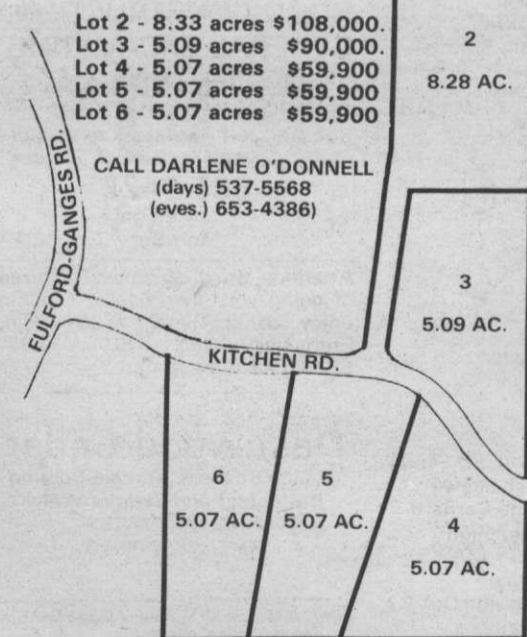 Lot 2 - 8.33 acres $108,000.
Lot 3 - 5.09 acres $90,000.
Lot 4 - 5.07 acres $59,900
Lot 5 - 5.07 acres $59,900
Lot 6 - 5.07 acres $59,900
CALL DARLENE O'DONNELL
(days) 537-5568
(eves.) 653-4386)
FULFORD-GANGES RD.
KITCHEN RD.
2
8.28 AC.
3
5.09 AC.
6
5.07 AC.
5
5.07 AC.
4
5.07 AC.